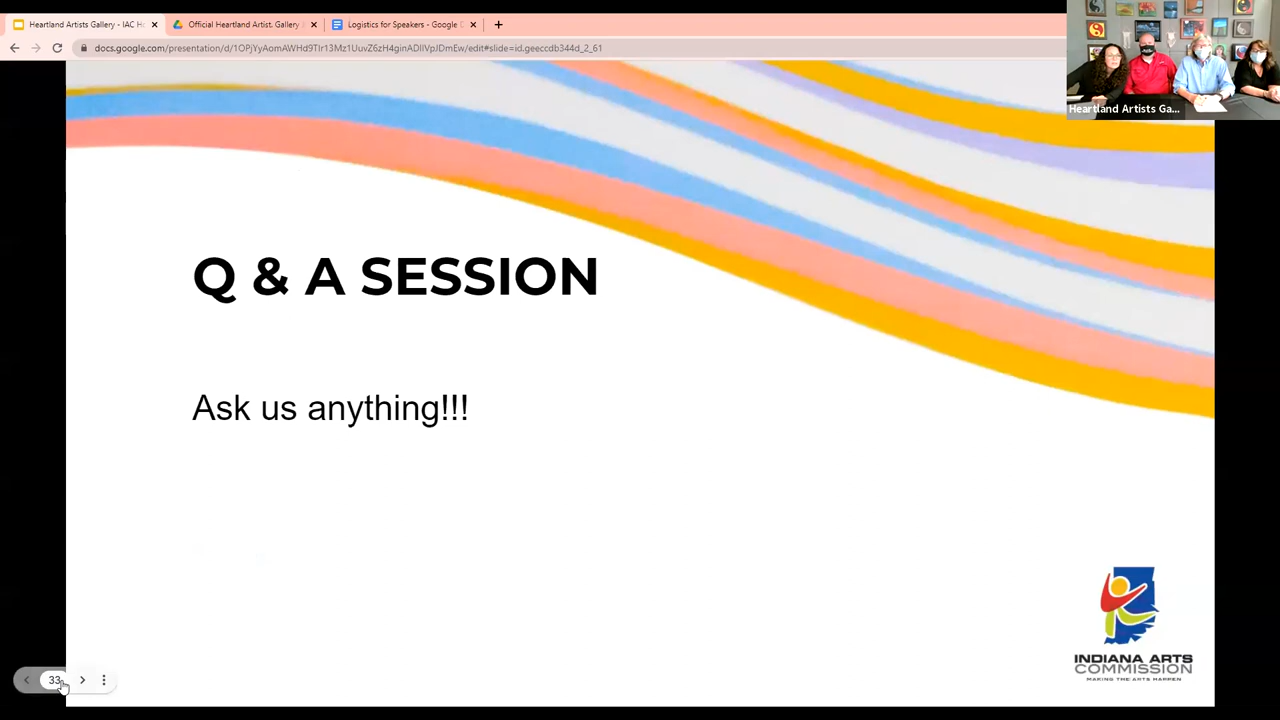 Heartland Artists Gallery - IAC H
Official Heartland Artist. Gallery
Logistics for Speakers - Google
docs.google.com/presentation/d/1OPjYyAomAWHd9TIr13Mz1UuvZ6zH4ginADIlVpJDmEw/edit#slide=id.geeccdb344d_2_61
Heartland Artists Ga...
Q & A SESSION
Ask us anything!!!
INDIANA ARTS
COMMISSION
MAKING THE ARTS HAPPEN
33